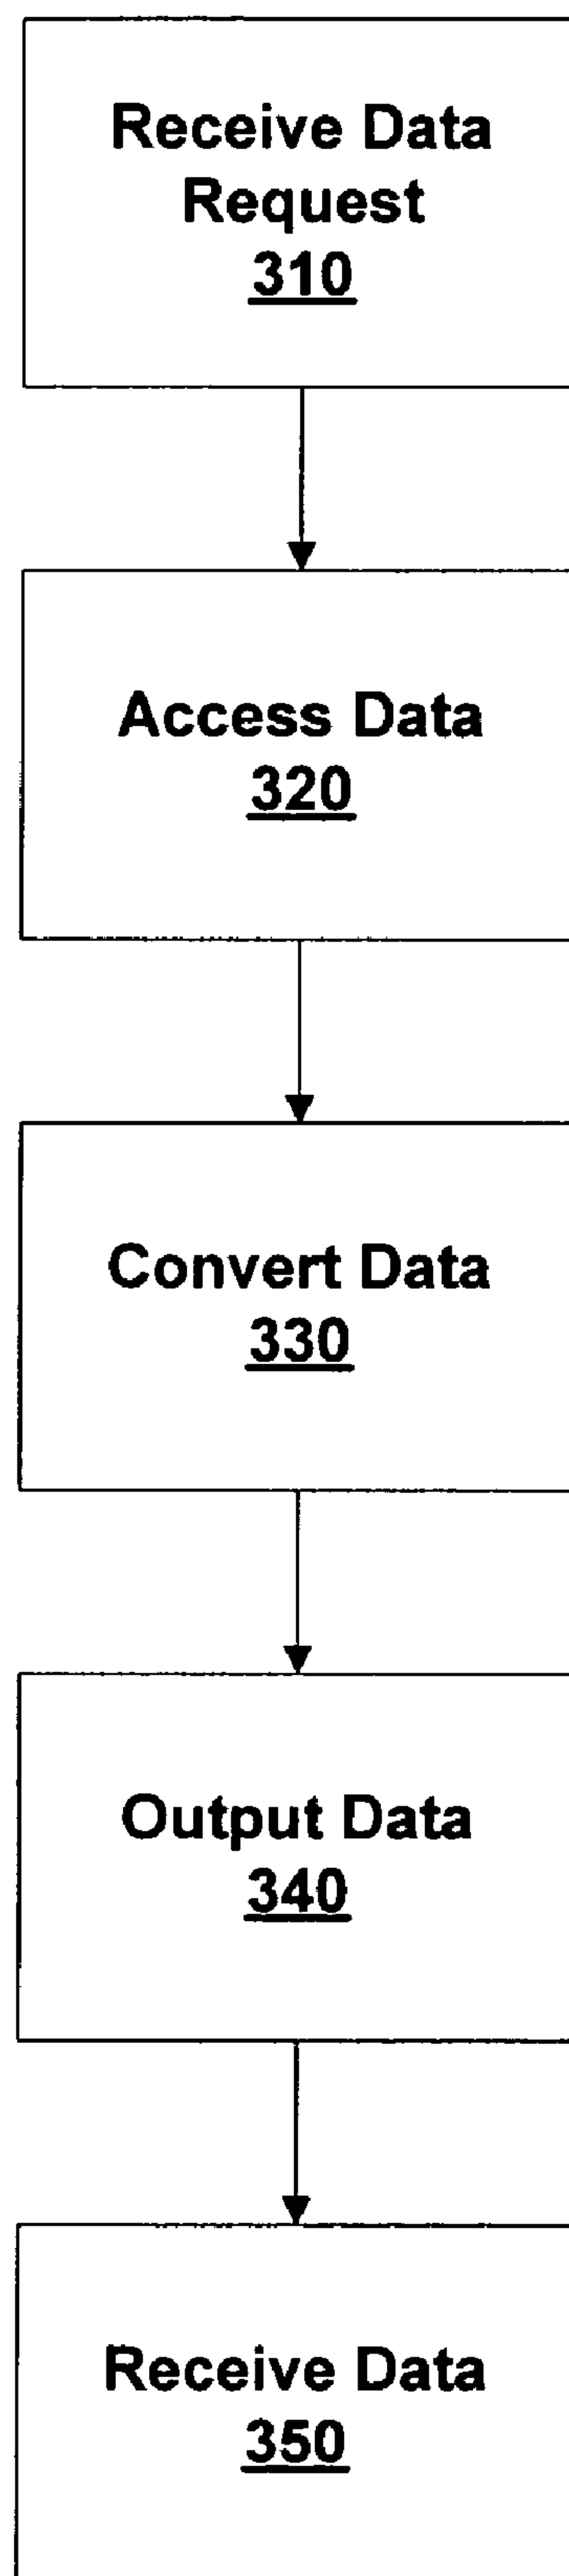 Receive Data
Request
310
Access Data
320
Convert Data
330
Output Data
340
Receive Data
350